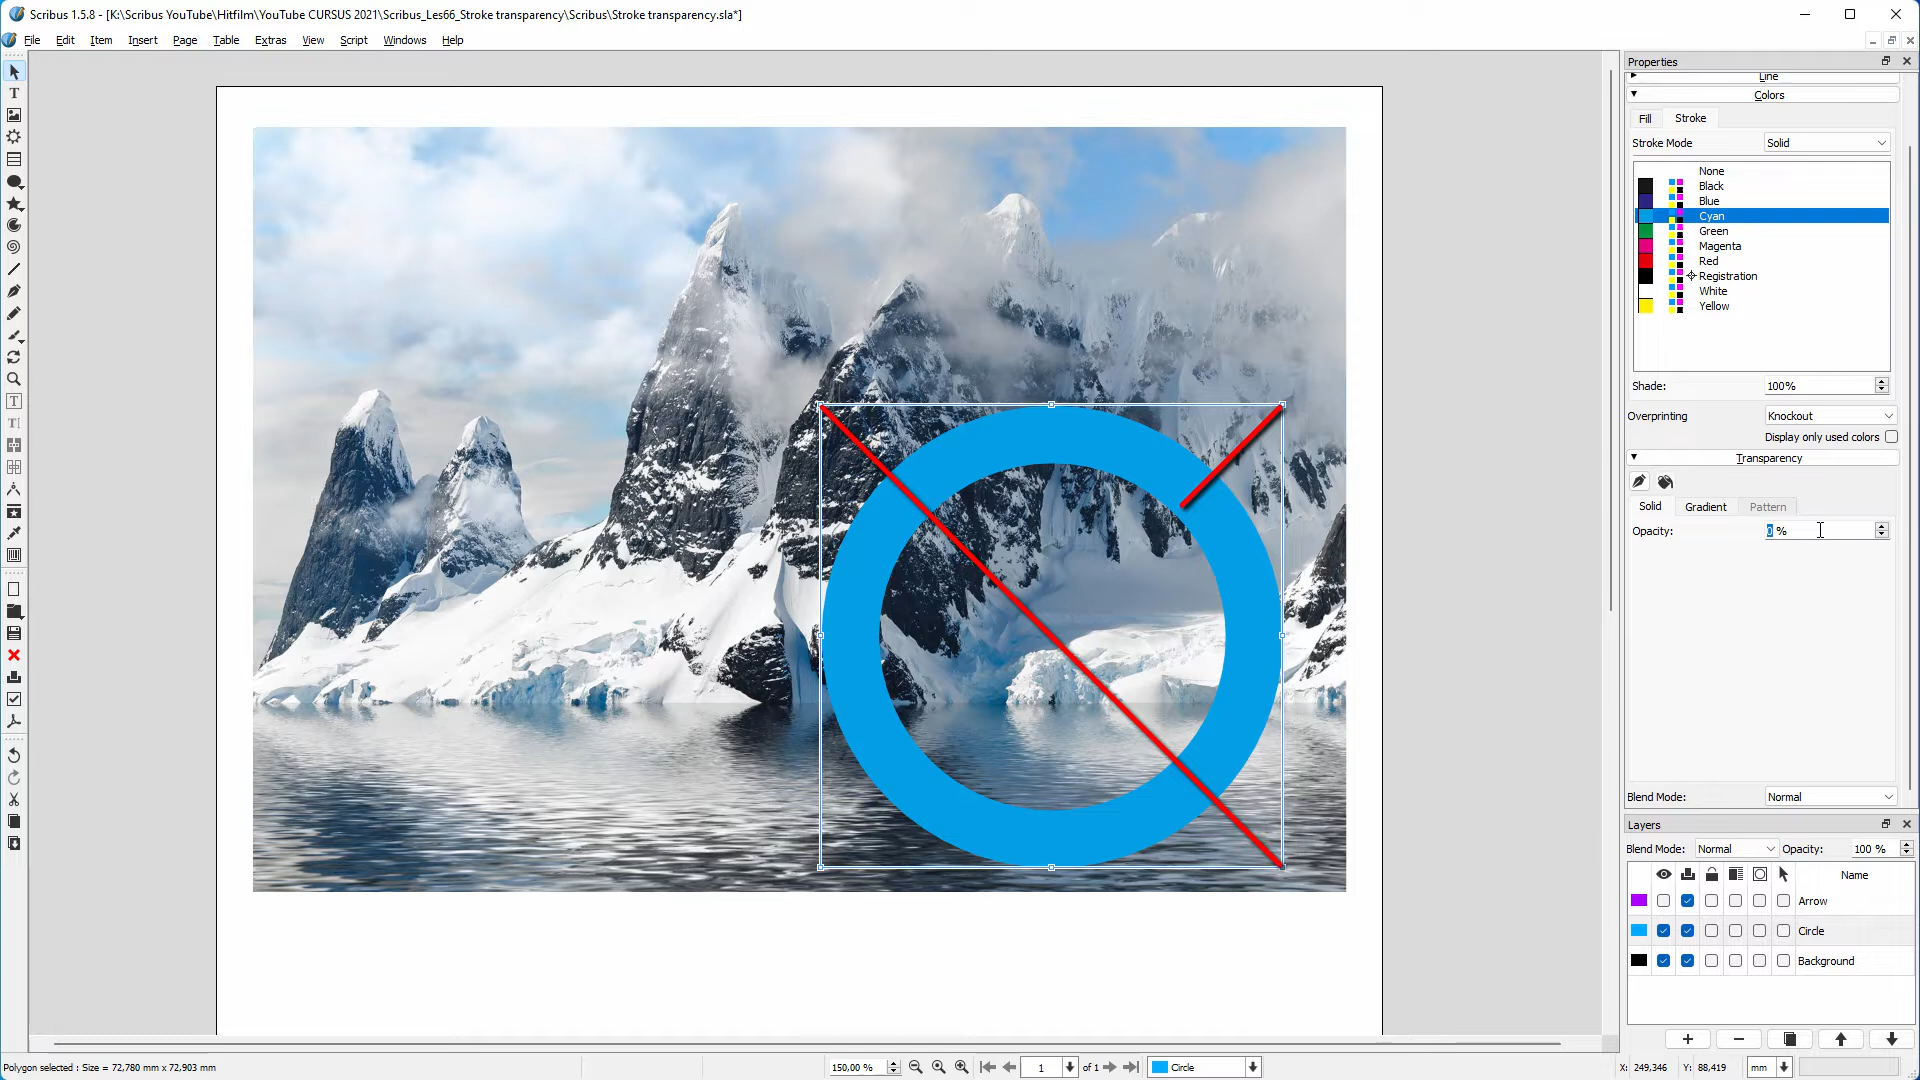 Scribus 1.5.8 - [K:\Scribus YouTube\Hitfilm\YouTube CURSUS 2021\Scribus_Les66_Stroke transparency\Scribus\Stroke transparency.sla*]
File Edit Item Insert Page Table Extras View Script Windows Help
Properties
Line
Colors
Fill Stroke
Stroke Mode Solid
None
Black
Blue
Cyan
Green
Magenta
Red
Registration
White
Yellow
Shade: 100%
Overprinting Knockout
Display only used colors
Transparency
Solid Gradient Pattern
Opacity: 0 %
Blend Mode: Normal
Layers
Blend Mode: Normal Opacity: 100 %
Name
Arrow
Circle
Background
Polygon selected : Size = 72,780 mm x 72,903 mm 150,00 % 1 of 1 Circle X: 249,346 Y: 88,419 mm